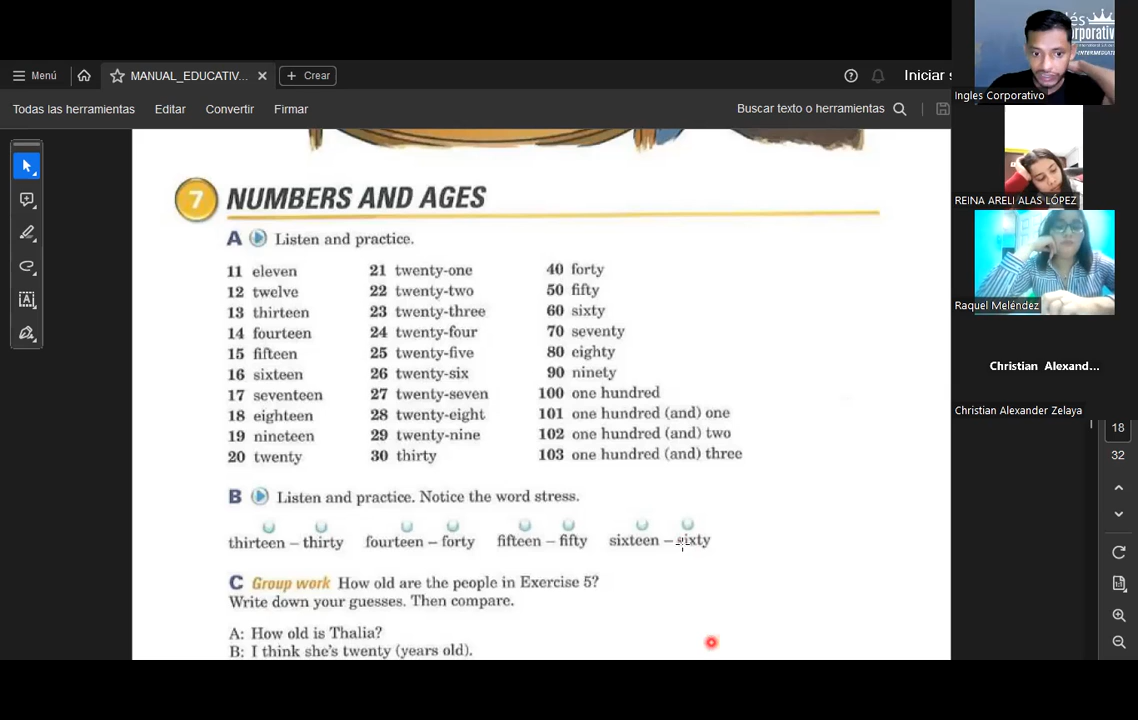 Menú
MANUAL_EDUCATIV...
Crear
Iniciar s
Todas las herramientas
Editar
Convertir
Firmar
Buscar texto o herramientas
7 NUMBERS AND AGES
A Listen and practice.
11 eleven
12 twelve
13 thirteen
14 fourteen
15 fifteen
16 sixteen
17 seventeen
18 eighteen
19 nineteen
20 twenty
21 twenty-one
22 twenty-two
23 twenty-three
24 twenty-four
25 twenty-five
26 twenty-six
27 twenty-seven
28 twenty-eight
29 twenty-nine
30 thirty
40 forty
50 fifty
60 sixty
70 seventy
80 eighty
90 ninety
100 one hundred
101 one hundred (and) one
102 one hundred (and) two
103 one hundred (and) three
B Listen and practice. Notice the word stress.
thirteen – thirty fourteen – forty fifteen – fifty sixteen – sixty
C Group work How old are the people in Exercise 5?
Write down your guesses. Then compare.
A: How old is Thalia?
B: I think she's twenty (years old).
Ingles Corporativo
REINA ARELI ALAS LÓPEZ
Raquel Meléndez
Christian Alexand...
Christian Alexander Zelaya
18
32